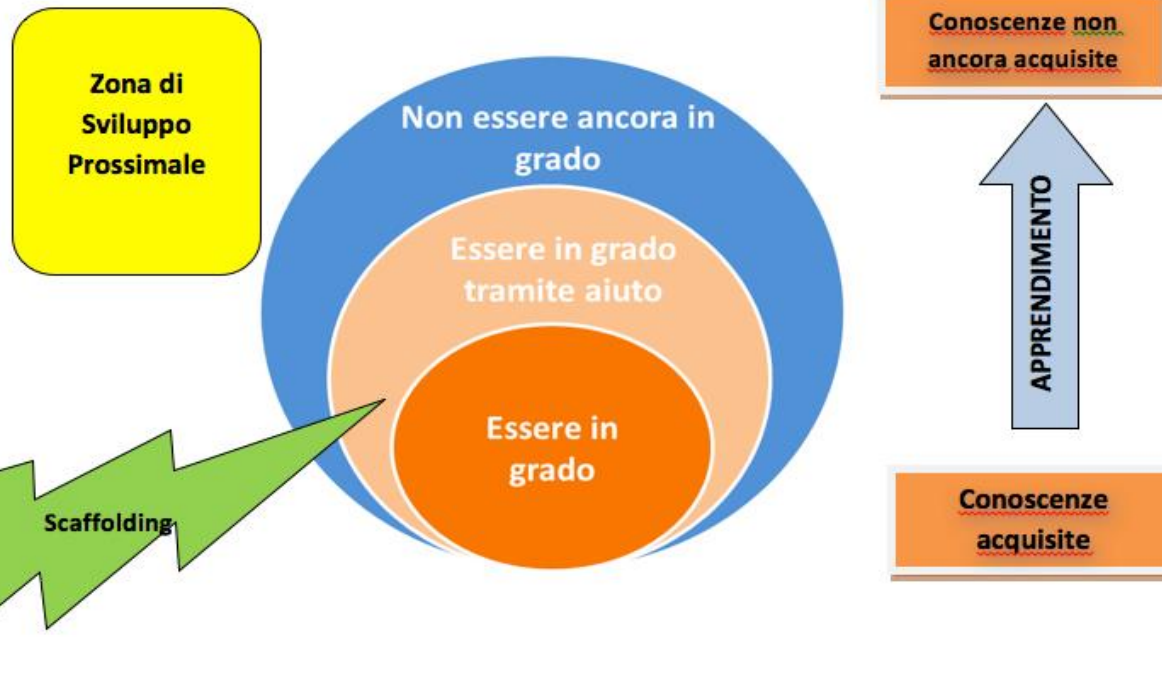 Zona di
Sviluppo
Prossimale
Conoscenze non
ancora acquisite
Non essere ancora in
grado
Essere in grado
tramite aiuto
APPRENDIMENTO
Essere in
grado
Scaffolding
Conoscenze
acquisite